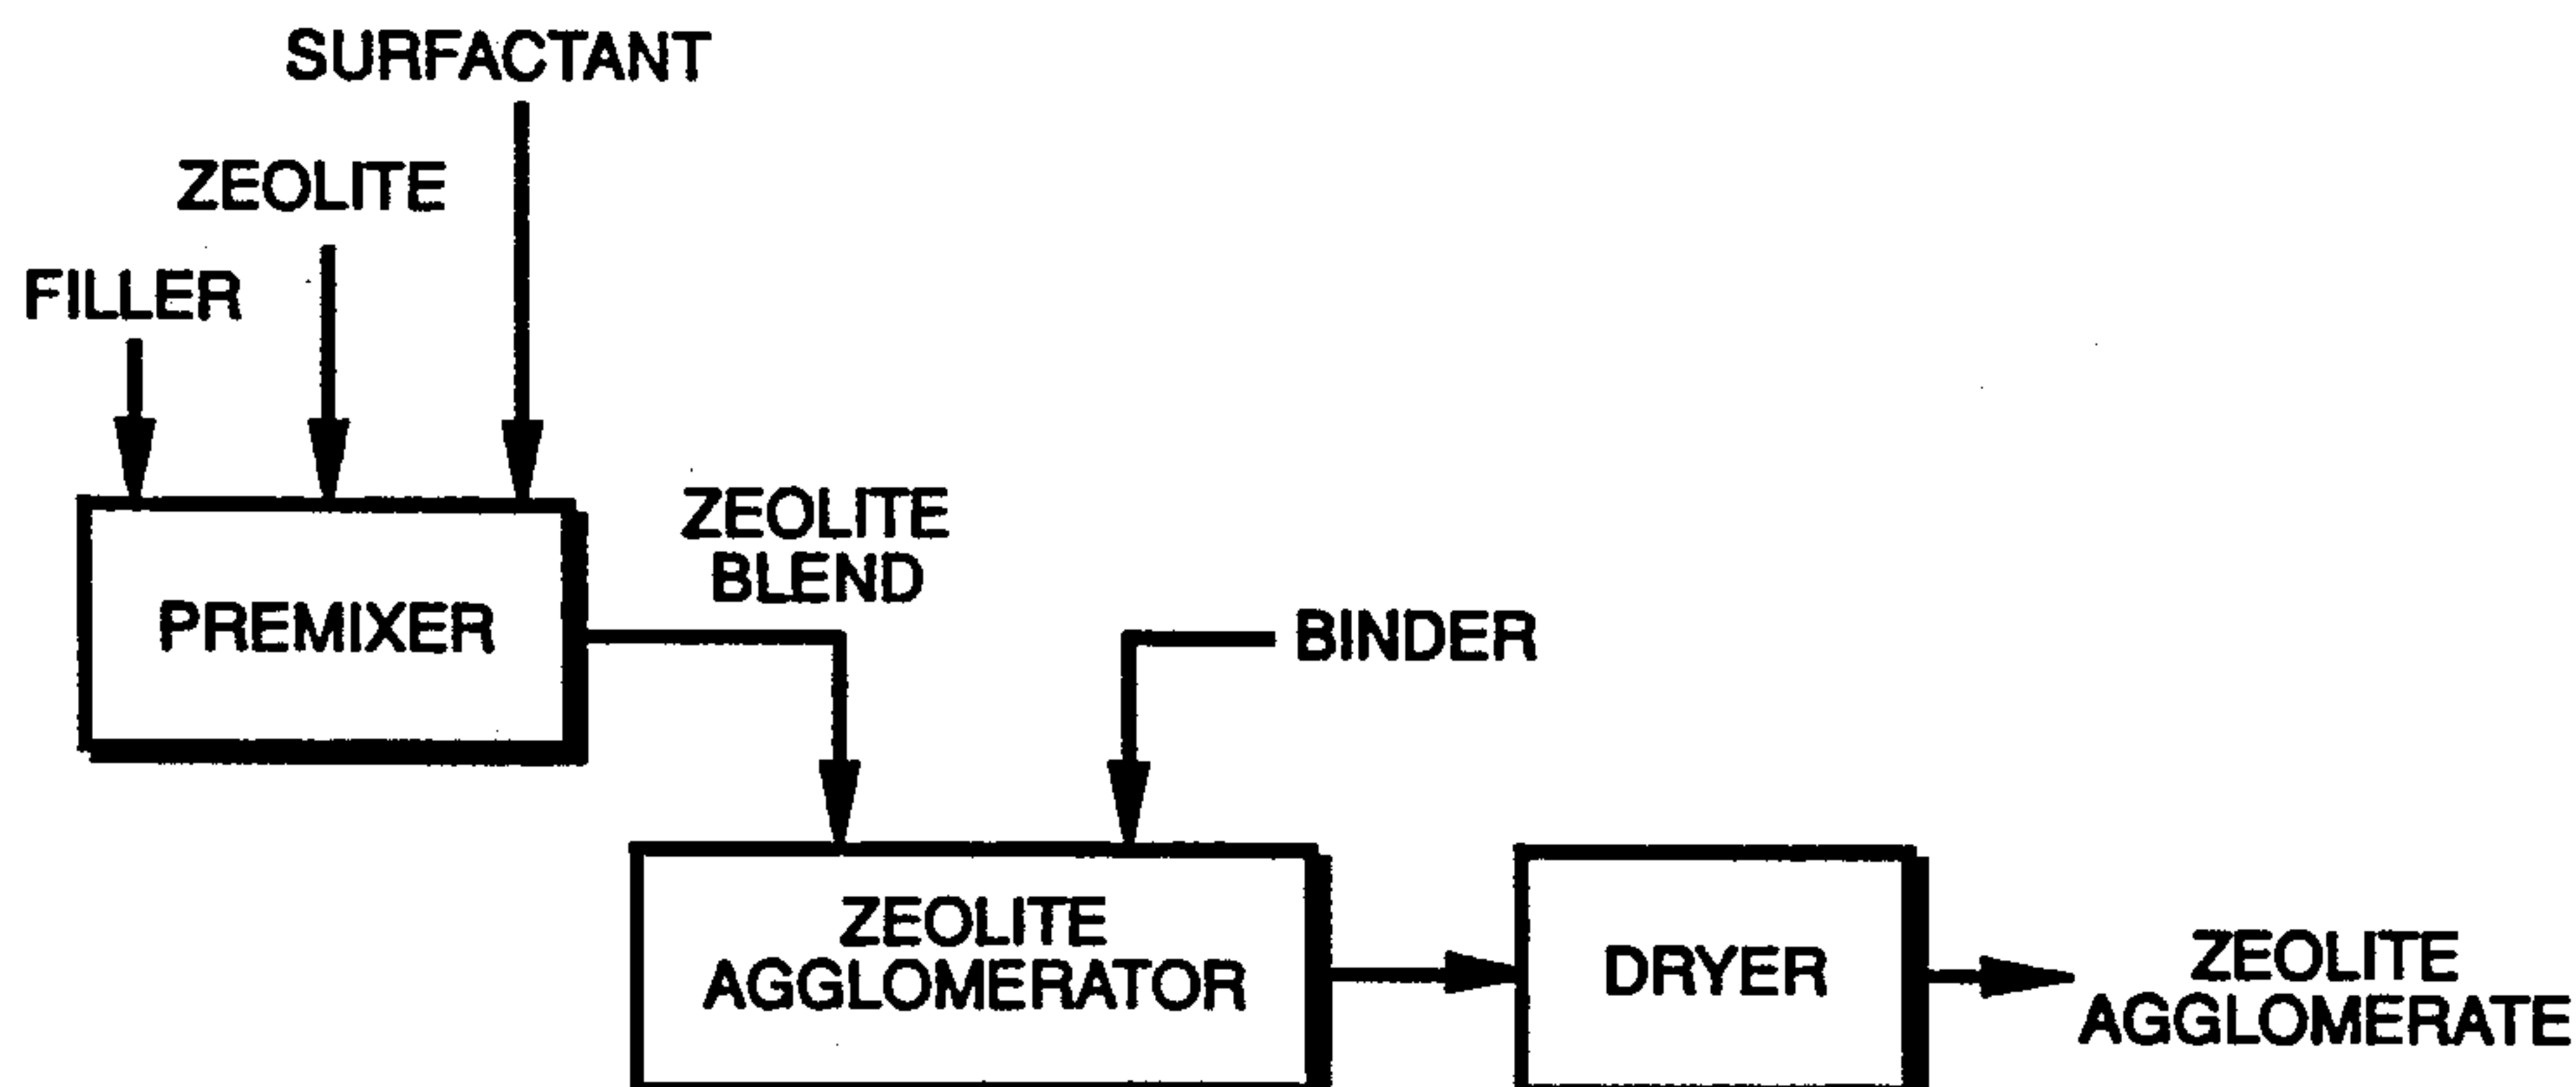 SURFACTANT
ZEOLITE
FILLER
ZEOLITE
BLEND
PREMIXER
BINDER
ZEOLITE
AGGLOMERATOR
DRYER
ZEOLITE
AGGLOMERATE